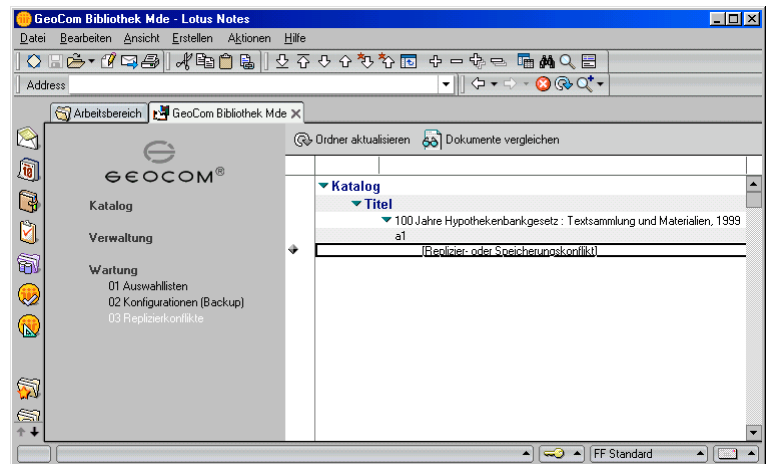 GeoCom Bibliothek Mde - Lotus Notes
Datei Bearbeiten Ansicht Erstellen Aktionen Hilfe
Address
Arbeitsbereich GeoCom Bibliothek Mde
Ordner aktualisieren Dokumente vergleichen
GEOCOM®
Katalog
Verwaltung
Wartung
01 Auswahllisten
02 Konfigurationen (Backup)
03 Replizierkonflikte
Katalog
Titel
100 Jahre Hypothekenbankgesetz : Textsammlung und Materialien, 1999
a1
[Replizier- oder Speicherungskonflikt]
FF Standard